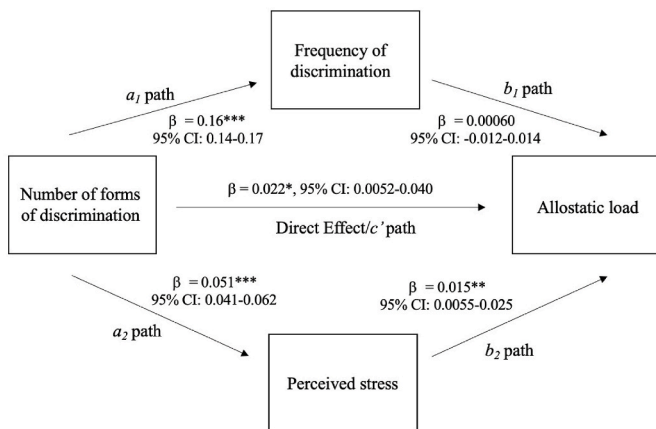 Frequency of
discrimination
a1 path
b1 path
β = 0.16***
95% CI: 0.14-0.17
β = 0.00060
95% CI: -0.012-0.014
Number of forms
of discrimination
β = 0.022*, 95% CI: 0.0052-0.040
Direct Effect/c’ path
Allostatic load
β = 0.051***
95% CI: 0.041-0.062
β = 0.015**
95% CI: 0.0055-0.025
a2 path
b2 path
Perceived stress